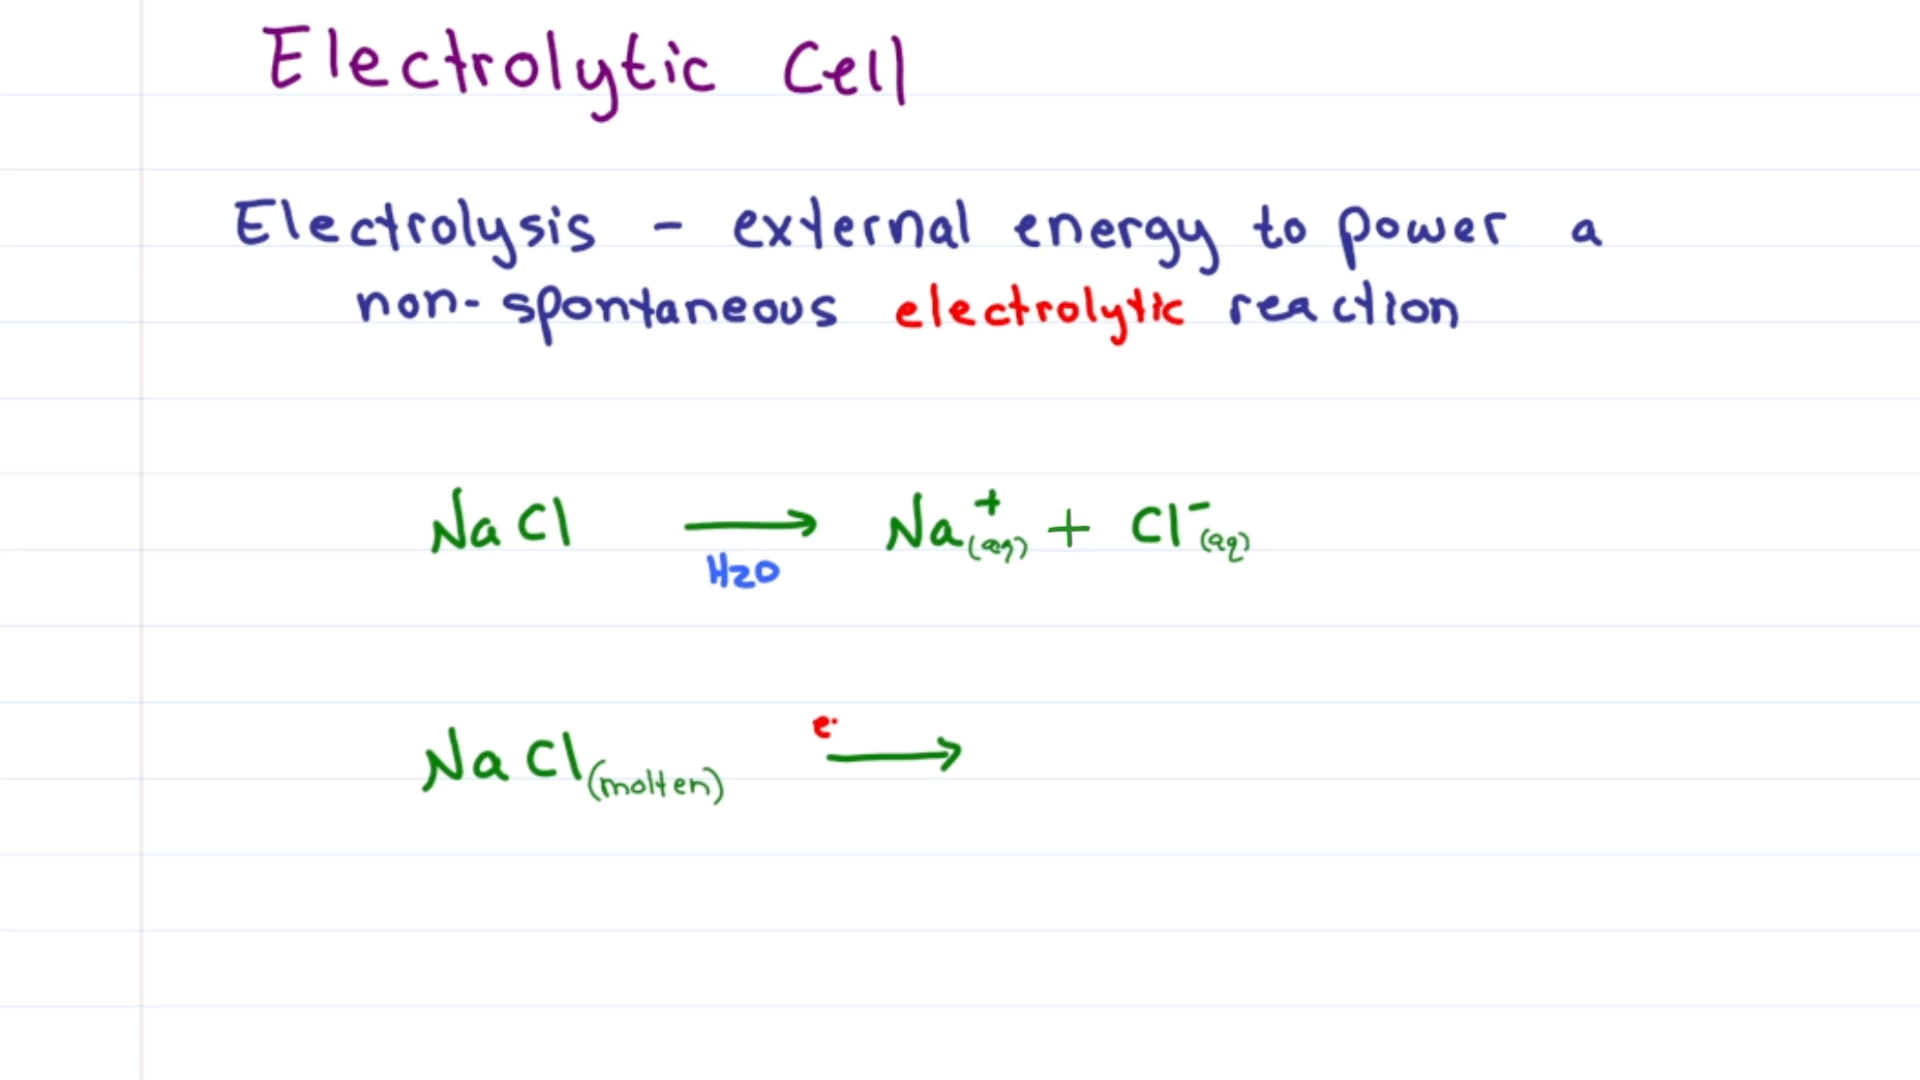 Electrolytic Cell
Electrolysis - external energy to power a
non-spontaneous electrolytic reaction
NaCl → Na⁺(aq) + Cl⁻(aq)
H2O
e⁻
NaCl(molten) →